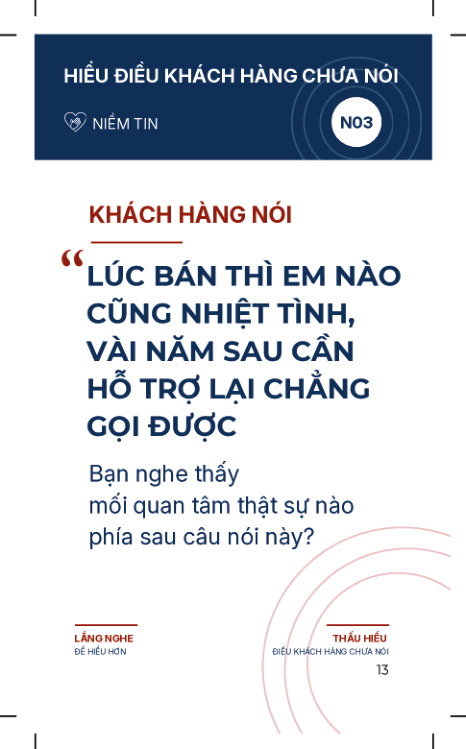 HIỂU ĐIỀU KHÁCH HÀNG CHƯA NÓI
NIỀM TIN
N03
KHÁCH HÀNG NÓI
“LÚC BÁN THÌ EM NÀO
CŨNG NHIỆT TÌNH,
VÀI NĂM SAU CẦN
HỖ TRỢ LẠI CHẲNG
GỌI ĐƯỢC
Bạn nghe thấy
mối quan tâm thật sự nào
phía sau câu nói này?
LẮNG NGHE
ĐỂ HIỂU HƠN
THẤU HIỂU
ĐIỀU KHÁCH HÀNG CHƯA NÓI
13